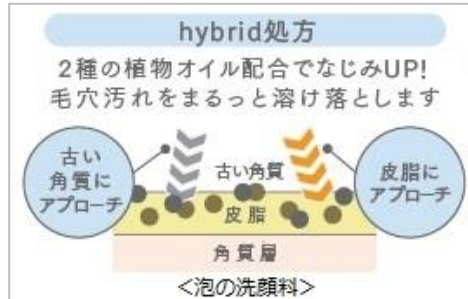 hybrid処方
2種の植物オイル配合でなじみUP!
毛穴汚れをまるっと溶け落とします
古い
角質に
アプローチ
古い角質
皮脂に
アプローチ
皮脂
角質層
<泡の洗顔料>